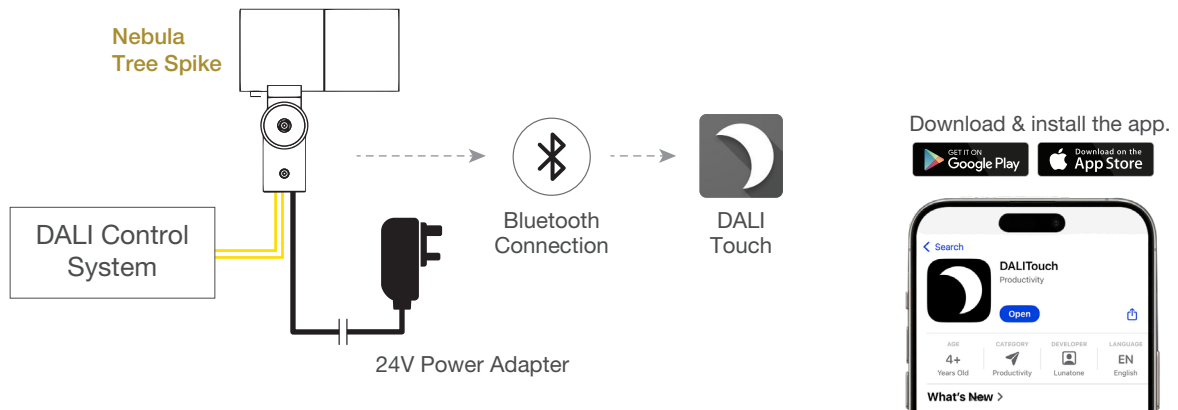 Nebula
Tree Spike
DALI Control
System
24V Power Adapter
Bluetooth
Connection
DALI
Touch
Download & install the app.
GET IT ON
Google Play
Download on the
App Store
Search
DALITouch
Productivity
Open
AGE
CATEGORY
DEVELOPER
LANGUAGE
4+
EN
Years Old
Productivity
Lunatone
English
What's New >